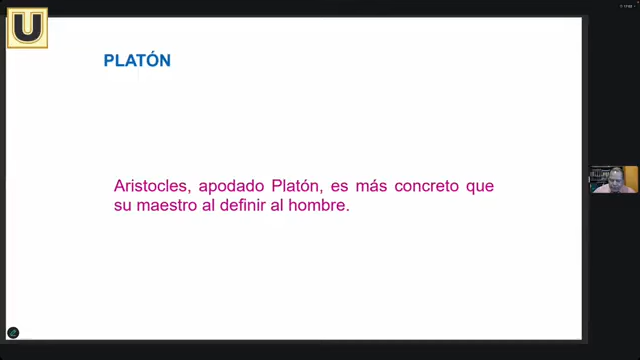 U
PLATÓN
Aristocles, apodado Platón, es más concreto que
su maestro al definir al hombre.